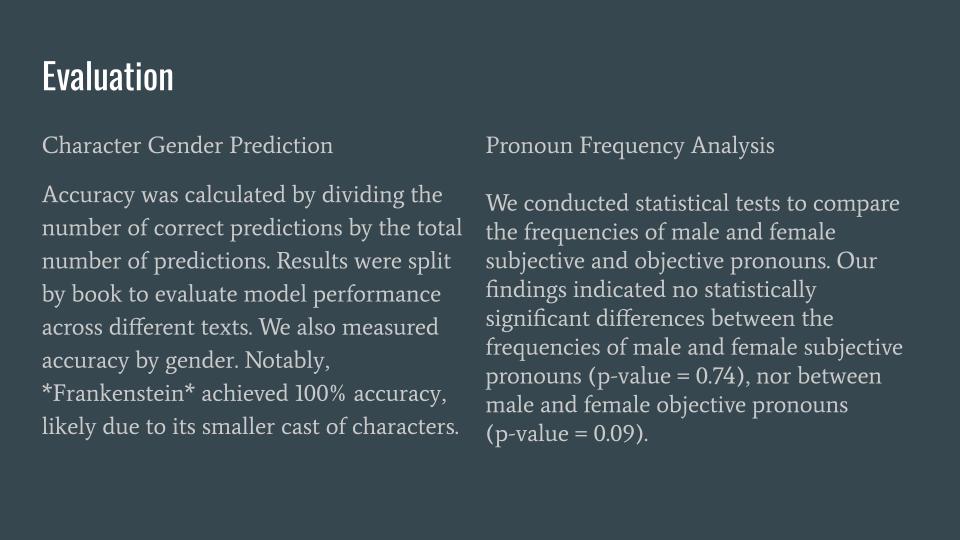 Evaluation
Character Gender Prediction
Accuracy was calculated by dividing the
number of correct predictions by the total
number of predictions. Results were split
by book to evaluate model performance
across different texts. We also measured
accuracy by gender. Notably,
*Frankenstein* achieved 100% accuracy,
likely due to its smaller cast of characters.
Pronoun Frequency Analysis
We conducted statistical tests to compare
the frequencies of male and female
subjective and objective pronouns. Our
findings indicated no statistically
significant differences between the
frequencies of male and female subjective
pronouns (p-value = 0.74), nor between
male and female objective pronouns
(p-value = 0.09).